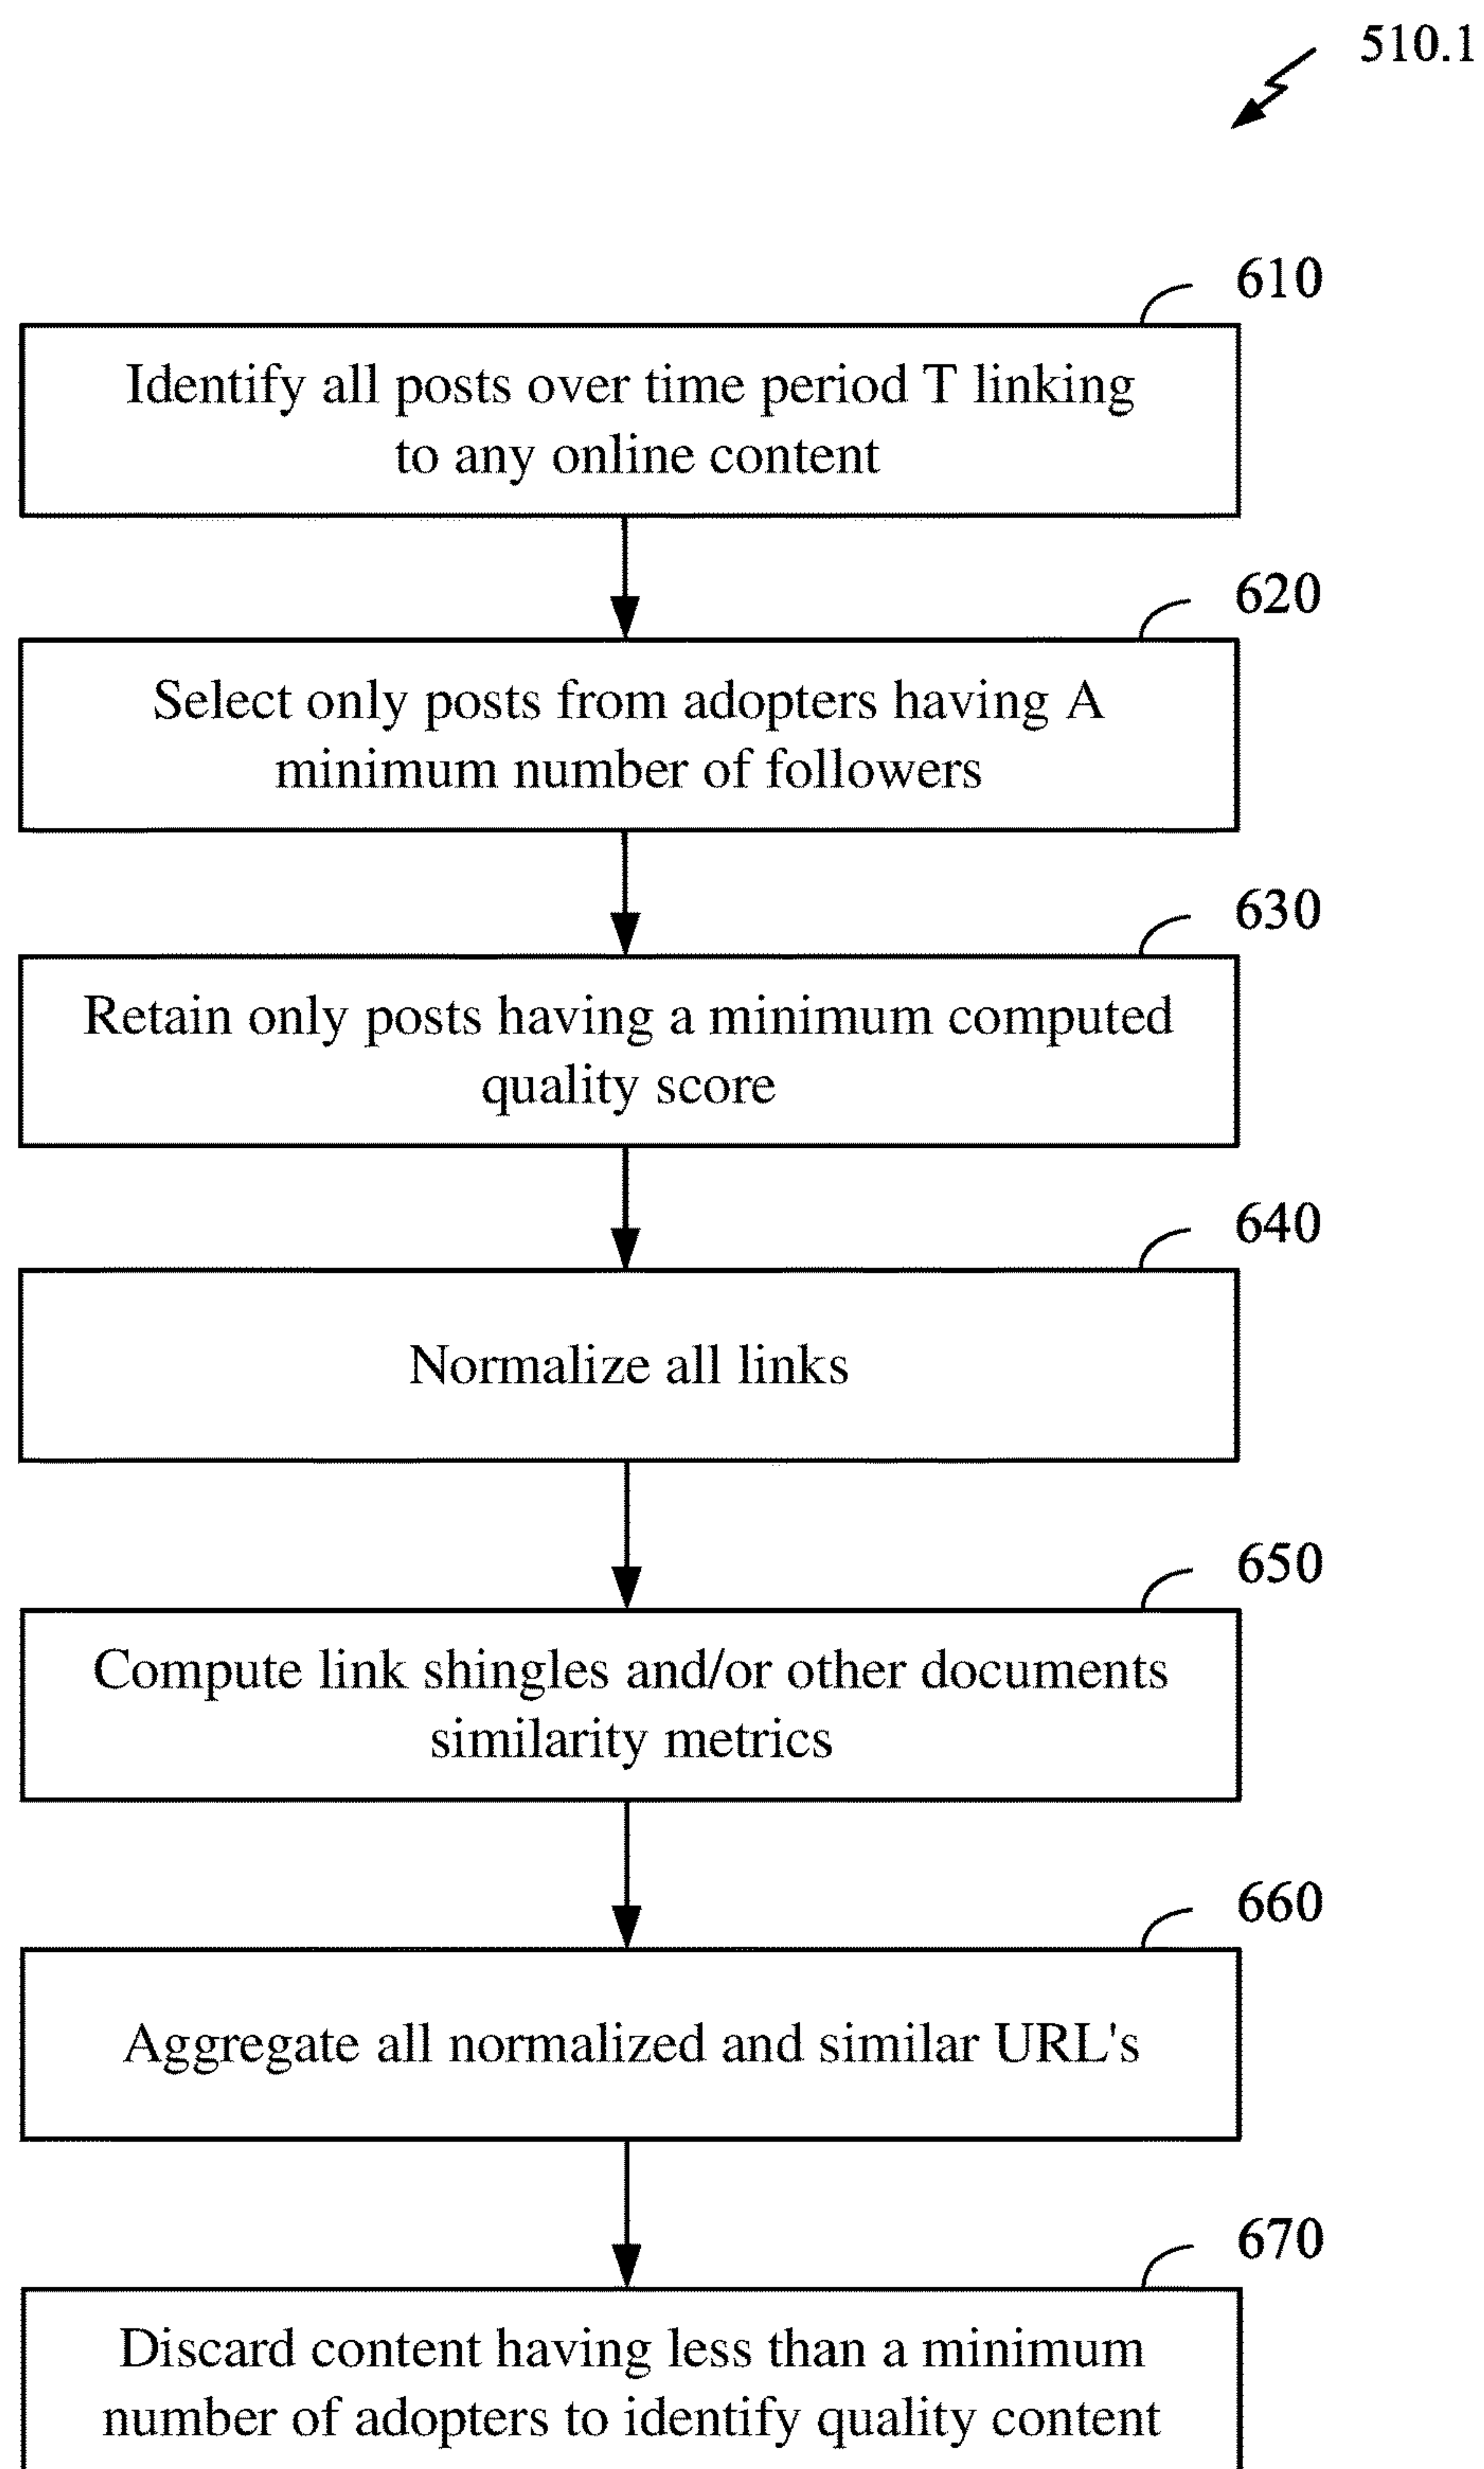 510.1
610
Identify all posts over time period T linking
to any online content
620
Select only posts from adopters having A
minimum number of followers
630
Retain only posts having a minimum computed
quality score
640
Normalize all links
650
Compute link shingles and/or other documents
similarity metrics
660
Aggregate all normalized and similar URL's
670
Discard content having less than a minimum
number of adopters to identify quality content